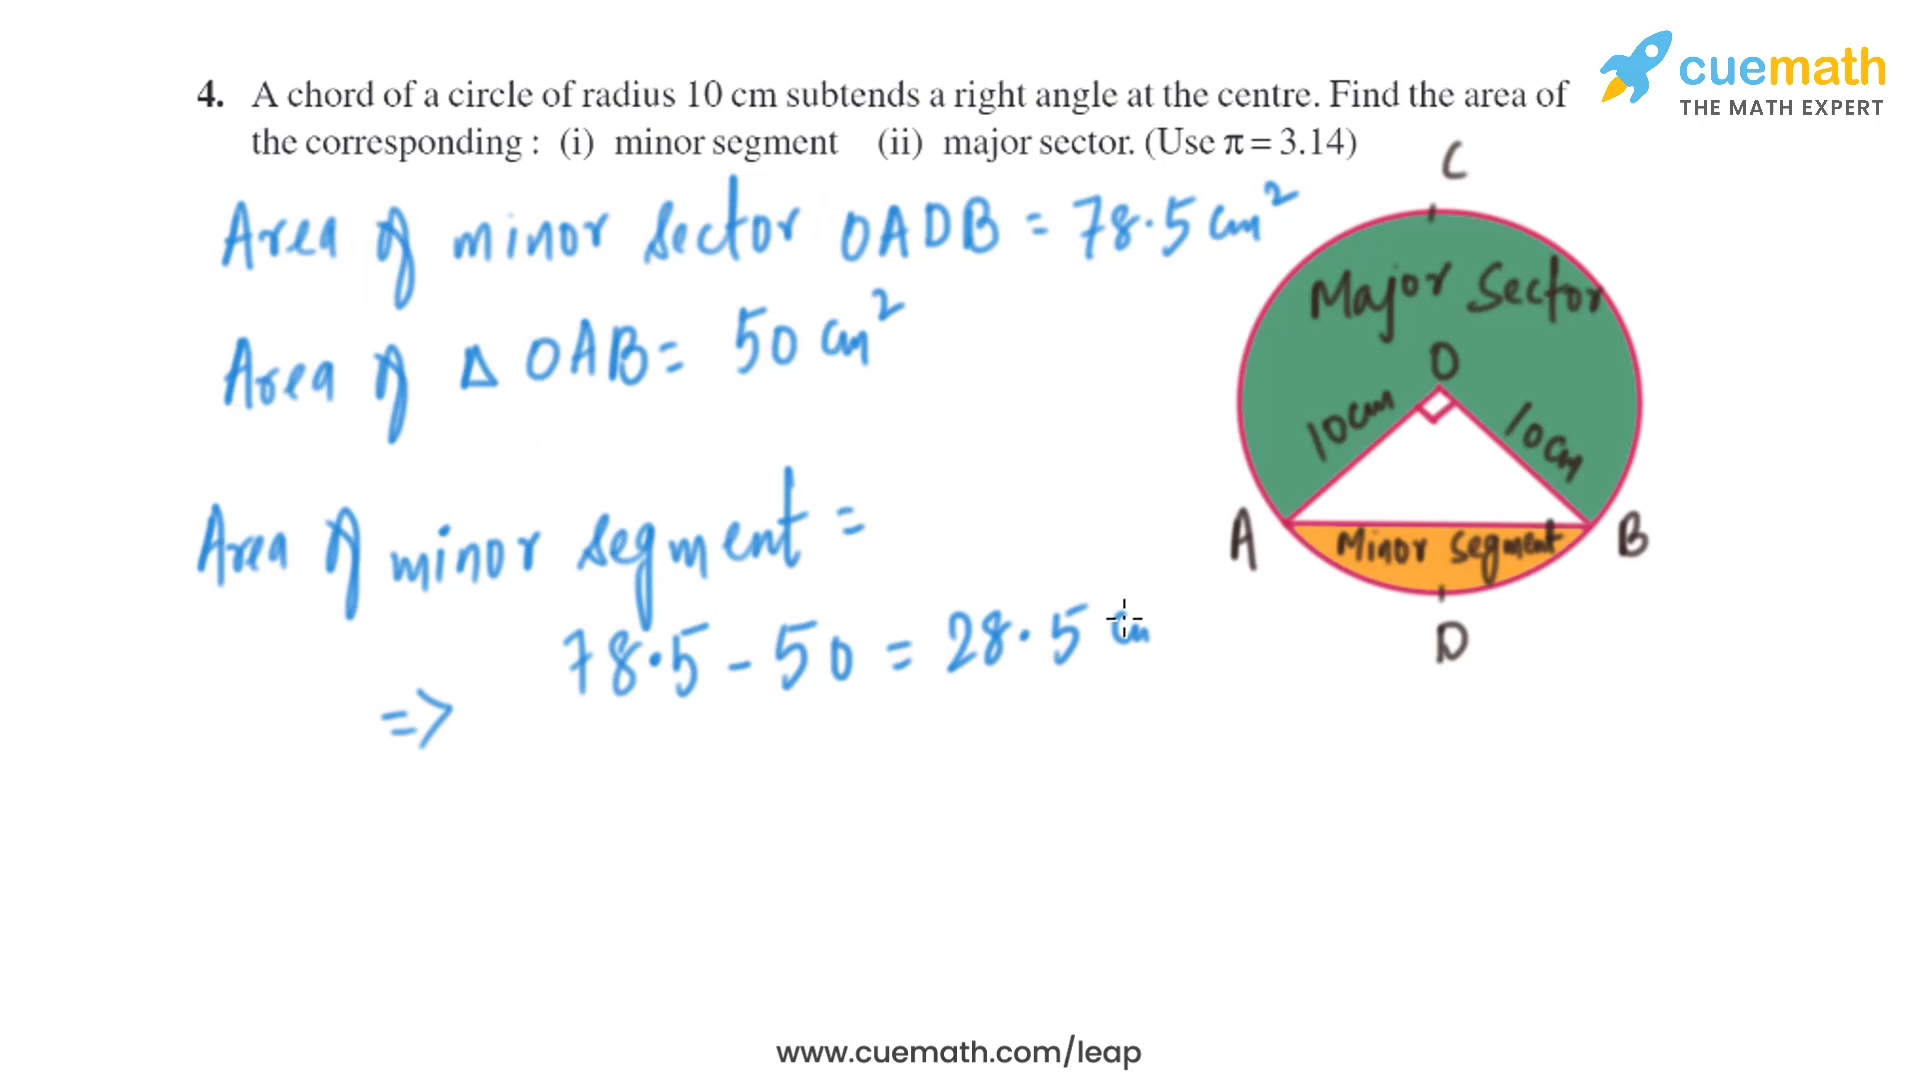 cuemath
THE MATH EXPERT
4. A chord of a circle of radius 10 cm subtends a right angle at the centre. Find the area of
the corresponding : (i) minor segment (ii) major sector. (Use π = 3.14)
C
Area of minor sector OADB = 78.5 cm²
Major Sector
Area of Δ OAB = 50 cm²
O
10cm
10cm
Area of minor segment =
A
Minor Segment
B
78.5 - 50 = 28.5 cm
D
=>
www.cuemath.com/leap